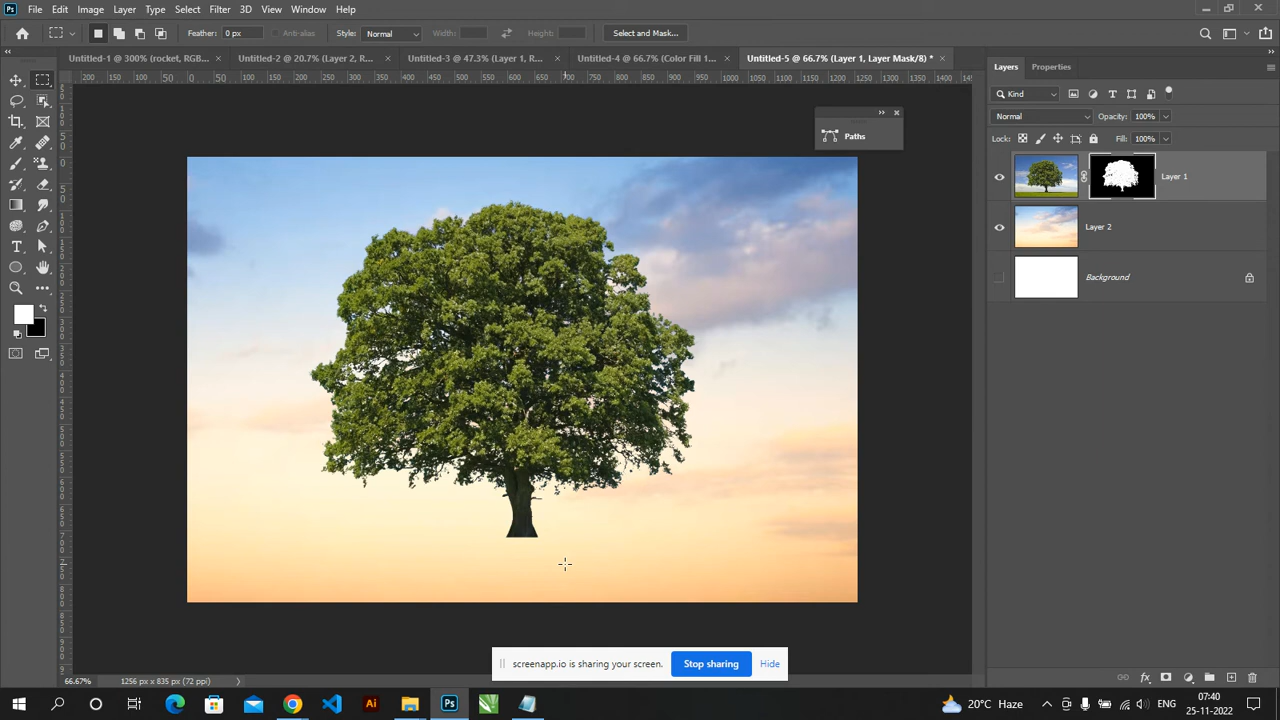 Ps File Edit Image Layer Type Select Filter 3D View Window Help
Feather: 0 px Anti-alias Style: Normal Width: Height: Select and Mask...
Untitled-1 @ 300% (rocket, RGB... × Untitled-2 @ 20.7% (Layer 2, R... × Untitled-3 @ 47.3% (Layer 1, R... × Untitled-4 @ 66.7% (Color Fill 1... × Untitled-5 @ 66.7% (Layer 1, Layer Mask/8) * ×
Layers Properties
200 150 100 50 0 50 100 150 200 250 300 350 400 450 500 550 600 650 700 750 800 850 900 950 1000 1050 1100 1150 1200 1250 1300 1350 1400
Kind
Normal Opacity: 100%
Lock: Fill: 100%
Paths
Layer 1
Layer 2
Background
screenapp.io is sharing your screen. Stop sharing Hide
66.67% 1256 px x 835 px (72 ppi)
Ai Ps 20°C Haze ENG 07:40
25-11-2022